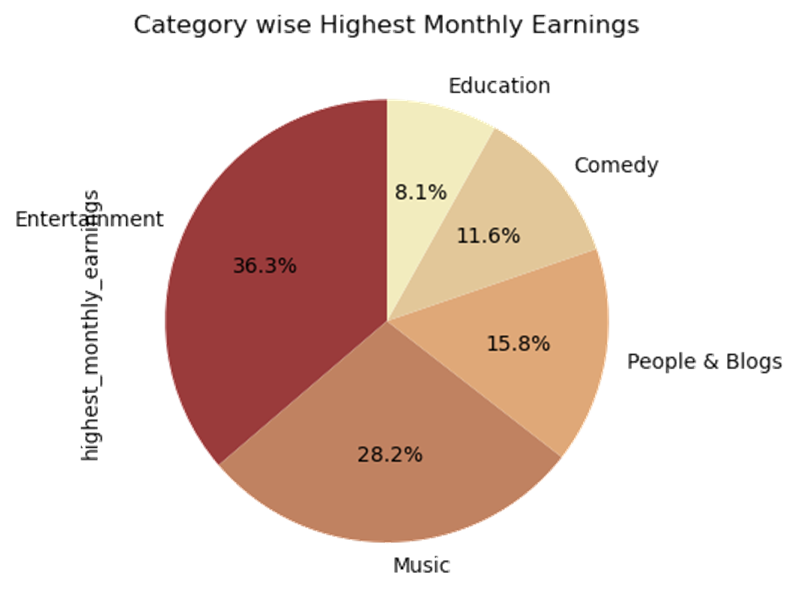 Category wise Highest Monthly Earnings
Education
Comedy
8.1%
Entertainment
11.6%
36.3%
highest_monthly_earnings
15.8%
People & Blogs
28.2%
Music